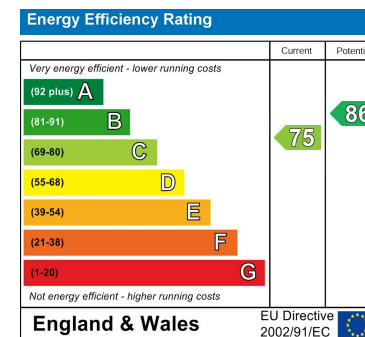 Energy Efficiency Rating
Current Potenti
Very energy efficient - lower running costs
(92 plus) A
(81-91) B
86
(69-80) C
75
(55-68) D
(39-54) E
(21-38) F
(1-20) G
Not energy efficient - higher running costs
England & Wales
EU Directive
2002/91/EC